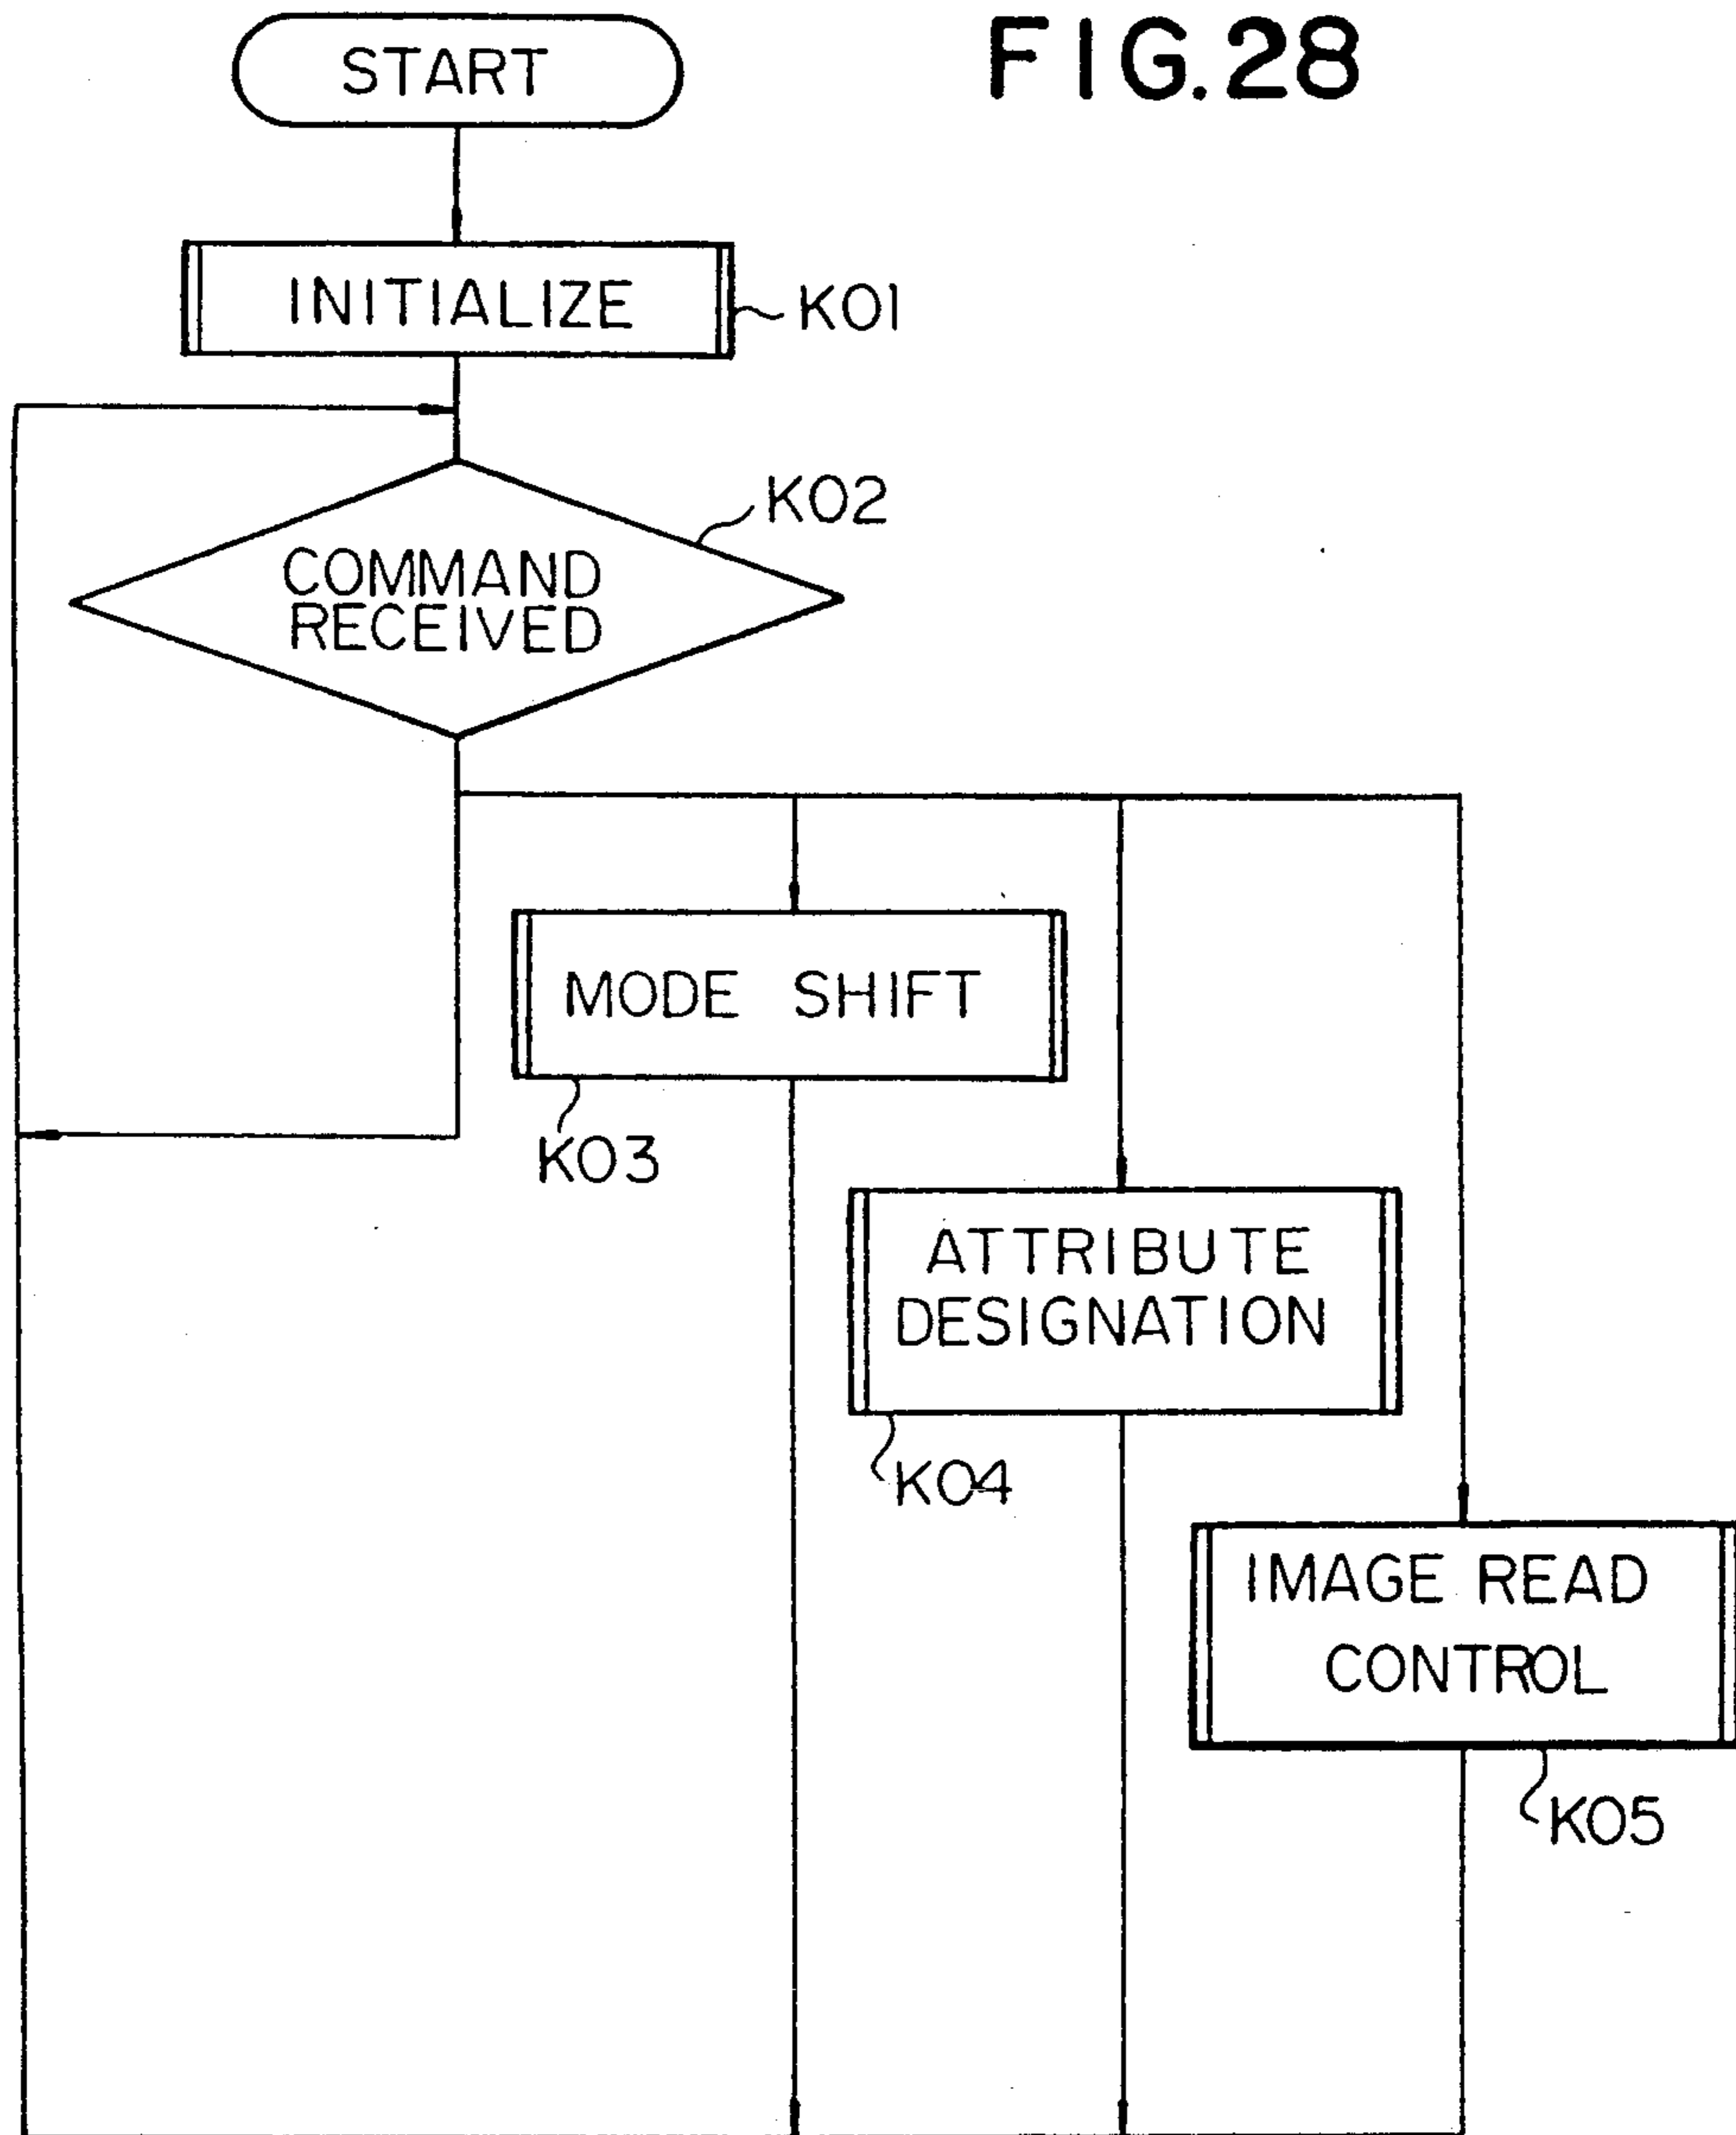 FIG.28
START
INITIALIZE
K01
K02
COMMAND
RECEIVED
MODE SHIFT
K03
ATTRIBUTE
DESIGNATION
K04
IMAGE READ
CONTROL
K05